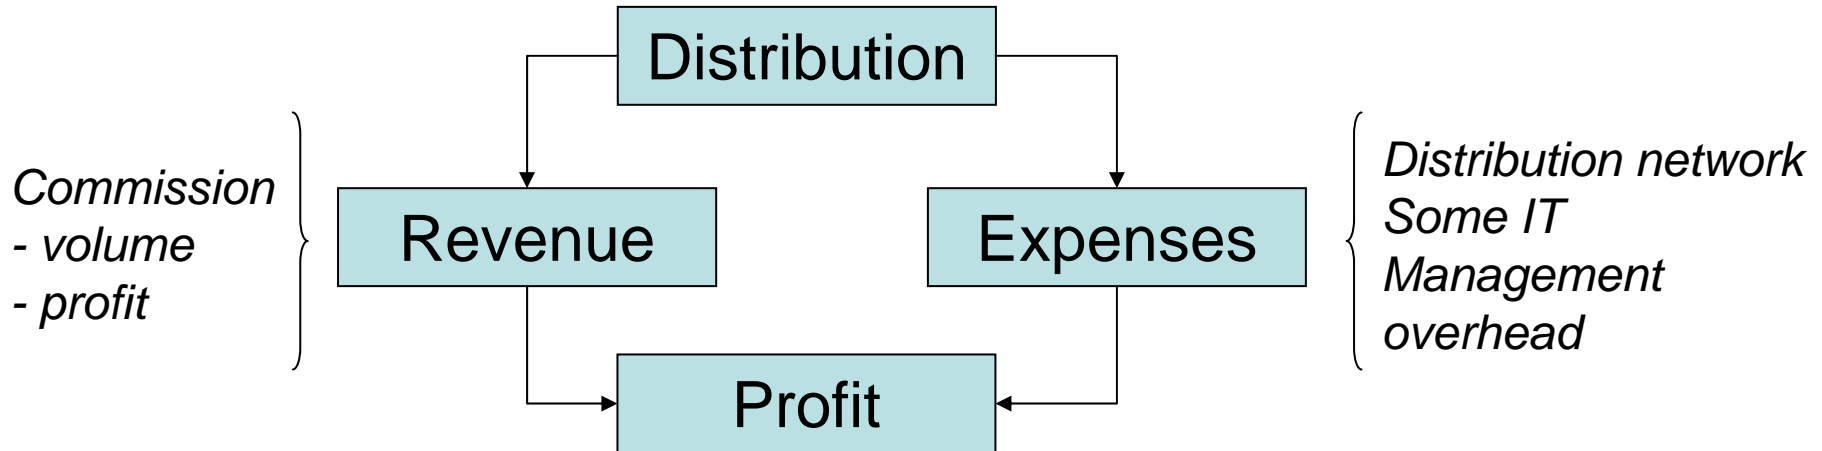 Distribution
Commission
- volume
- profit
Revenue
Expenses
Distribution network
Some IT
Management
overhead
Profit